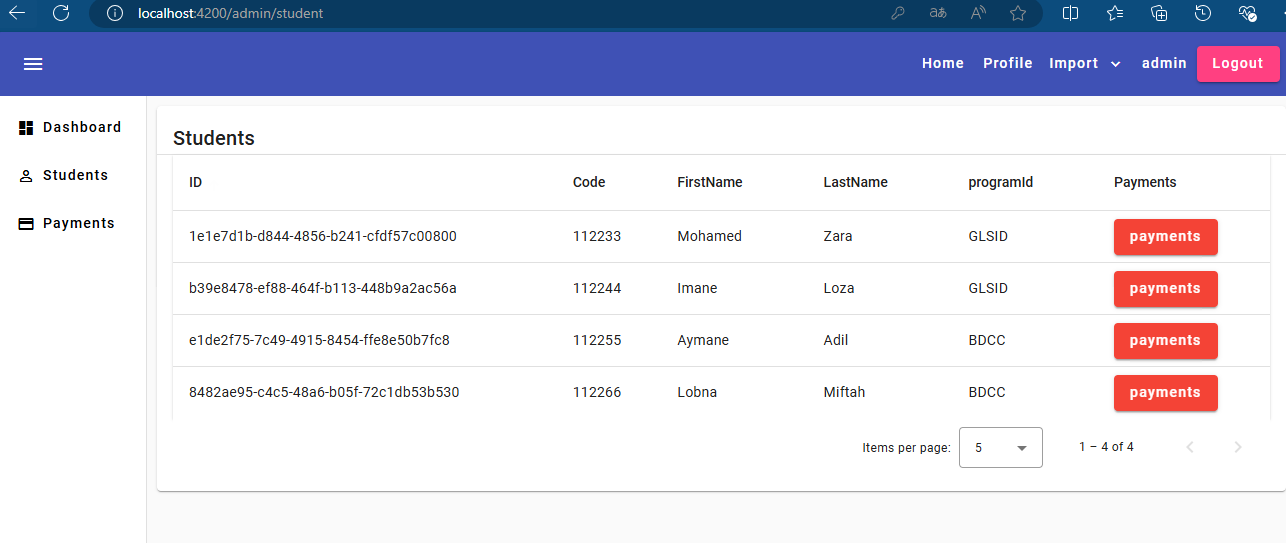 localhost:4200/admin/student
Home Profile Import admin Logout
Dashboard
Students
Payments
Students
ID Code FirstName LastName programId Payments
1e1e7d1b-d844-4856-b241-cfdf57c00800 112233 Mohamed Zara GLSID payments
b39e8478-ef88-464f-b113-448b9a2ac56a 112244 Imane Loza GLSID payments
e1de2f75-7c49-4915-8454-ffe8e50b7fc8 112255 Aymane Adil BDCC payments
8482ae95-c4c5-48a6-b05f-72c1db53b530 112266 Lobna Miftah BDCC payments
Items per page: 5 1 – 4 of 4